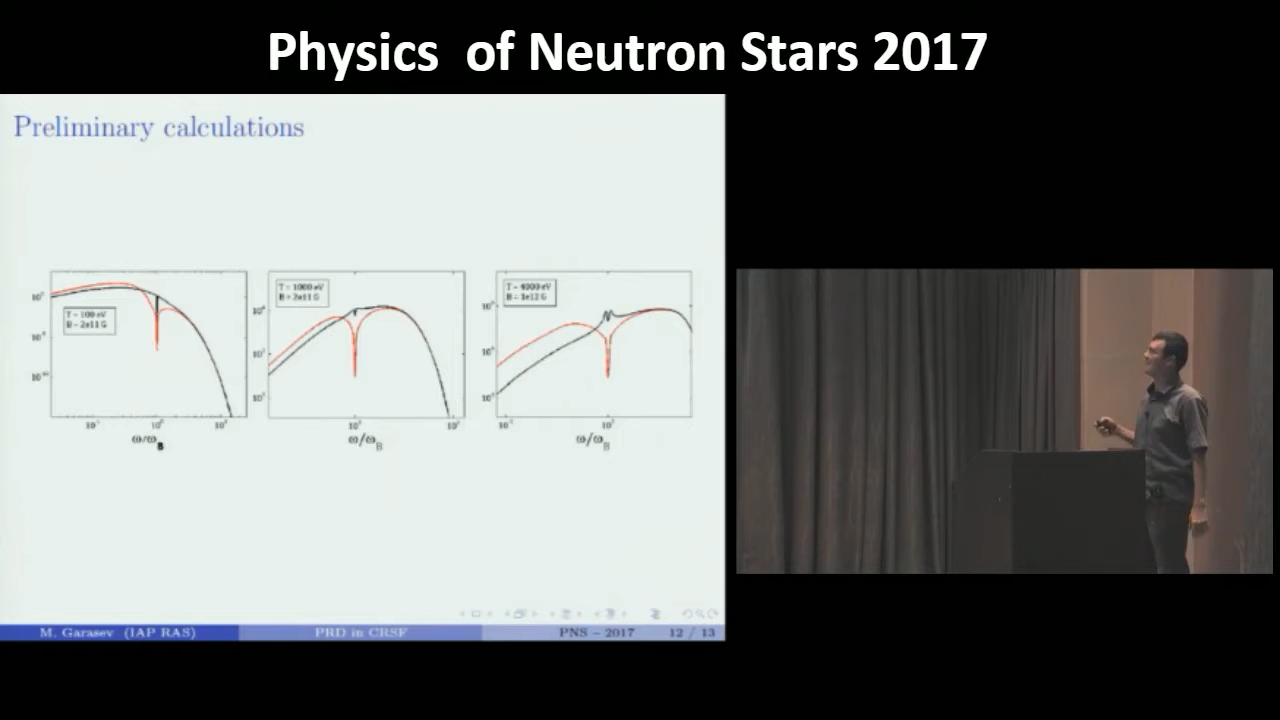 Physics of Neutron Stars 2017
Preliminary calculations
T = 100 eV
B = 2e11 G
T = 1000 eV
B = 2e11 G
T = 4000 eV
B = 1e12 G
ω/ω_B
ω/ω_B
ω/ω_B
M. Garasev (IAP RAS)
PRD in CRSF
PNS – 2017
12 / 13